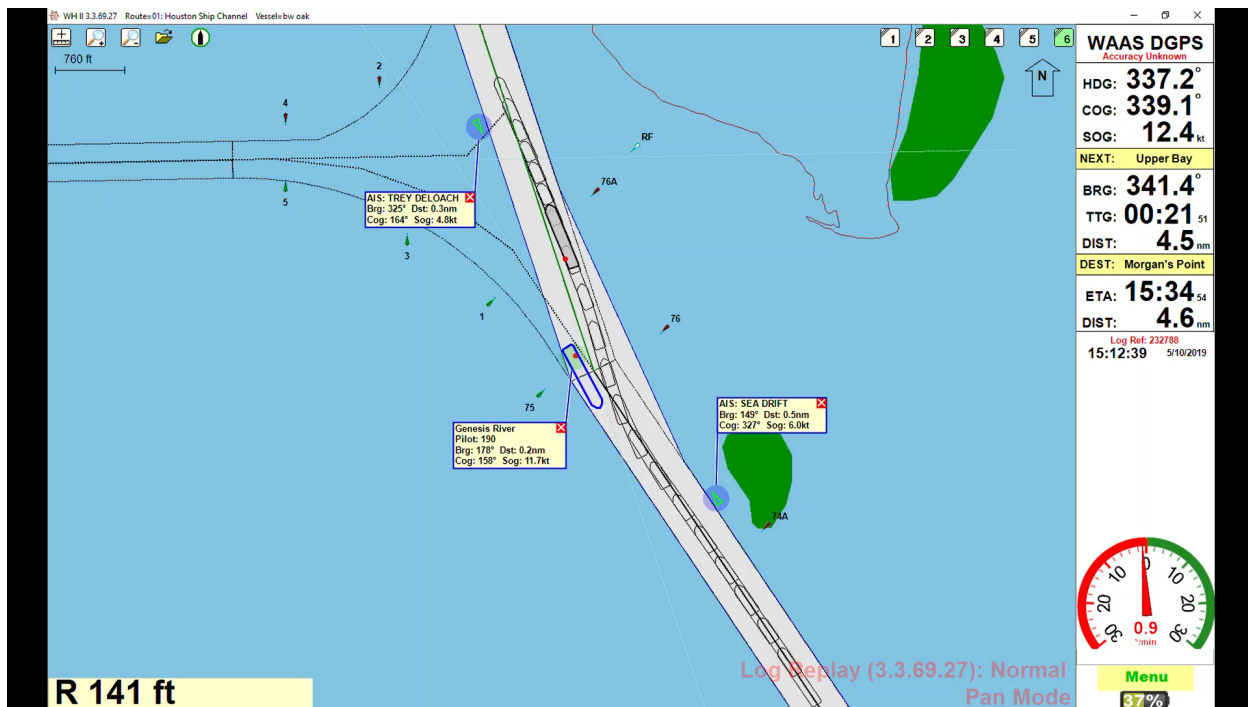 WH II 3.3.69.27 Route=01: Houston Ship Channel Vessel=bw oak
760 ft
1
2
3
4
5
6
N
2
4
RF
76A
AIS: TREY DELOACH
Brg: 325° Dst: 0.3nm
Cog: 164° Sog: 4.8kt
5
3
1
76
75
AIS: SEA DRIFT
Brg: 149° Dst: 0.5nm
Cog: 327° Sog: 6.0kt
Genesis River
Pilot: 190
Brg: 178° Dst: 0.2nm
Cog: 158° Sog: 11.7kt
74A
Log Replay (3.3.69.27): Normal
Pan Mode
R 141 ft
WAAS DGPS
Accuracy Unknown
HDG: 337.2°
COG: 339.1°
SOG: 12.4 kt
NEXT: Upper Bay
BRG: 341.4°
TTG: 00:21 51
DIST: 4.5 nm
DEST: Morgan's Point
ETA: 15:34 54
DIST: 4.6 nm
Log Ref: 232788
15:12:39 5/10/2019
30 20 10 0 10 20 30
0.9
°/min
Menu
37%